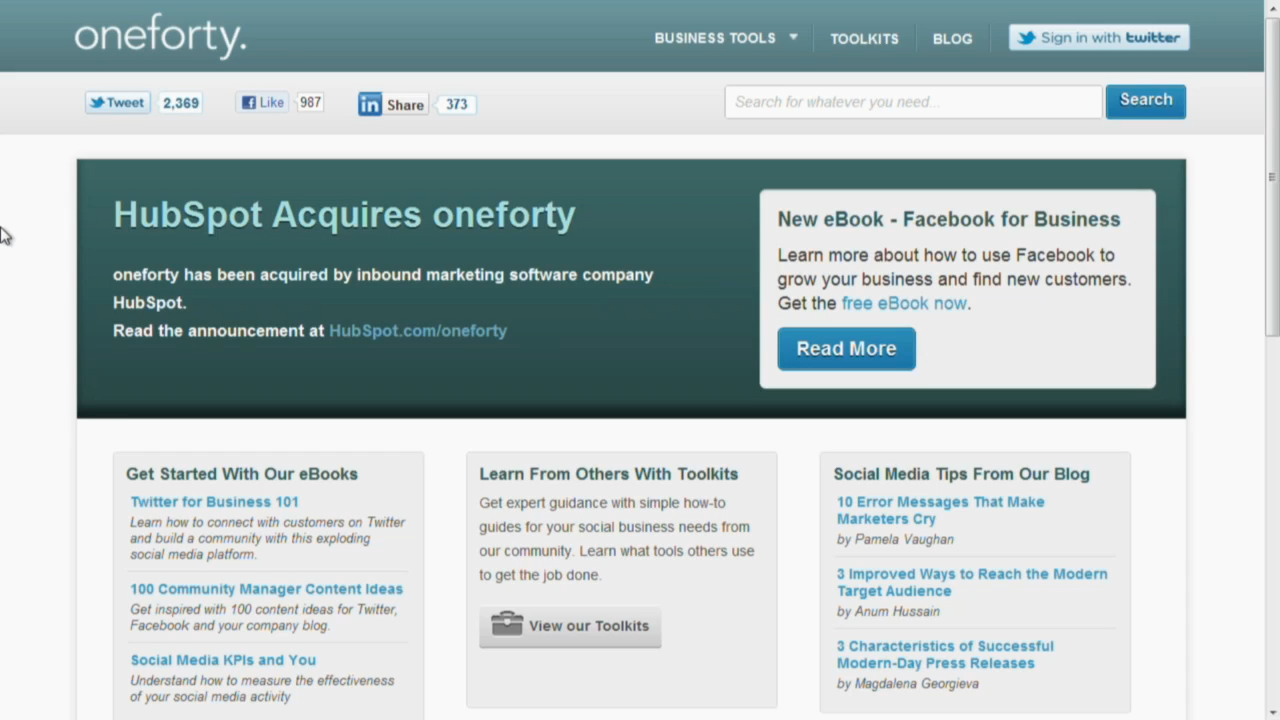 oneforty.
BUSINESS TOOLS
TOOLKITS
BLOG
Sign in with twitter
Tweet
2,369
Like
987
in Share
373
Search for whatever you need...
Search
HubSpot Acquires oneforty
oneforty has been acquired by inbound marketing software company
HubSpot.
Read the announcement at HubSpot.com/oneforty
New eBook - Facebook for Business
Learn more about how to use Facebook to
grow your business and find new customers.
Get the free eBook now.
Read More
Get Started With Our eBooks
Twitter for Business 101
Learn how to connect with customers on Twitter
and build a community with this exploding
social media platform.
100 Community Manager Content Ideas
Get inspired with 100 content ideas for Twitter,
Facebook and your company blog.
Social Media KPIs and You
Understand how to measure the effectiveness
of your social media activity
Learn From Others With Toolkits
Get expert guidance with simple how-to
guides for your social business needs from
our community. Learn what tools others use
to get the job done.
View our Toolkits
Social Media Tips From Our Blog
10 Error Messages That Make
Marketers Cry
by Pamela Vaughan
3 Improved Ways to Reach the Modern
Target Audience
by Anum Hussain
3 Characteristics of Successful
Modern-Day Press Releases
by Magdalena Georgieva